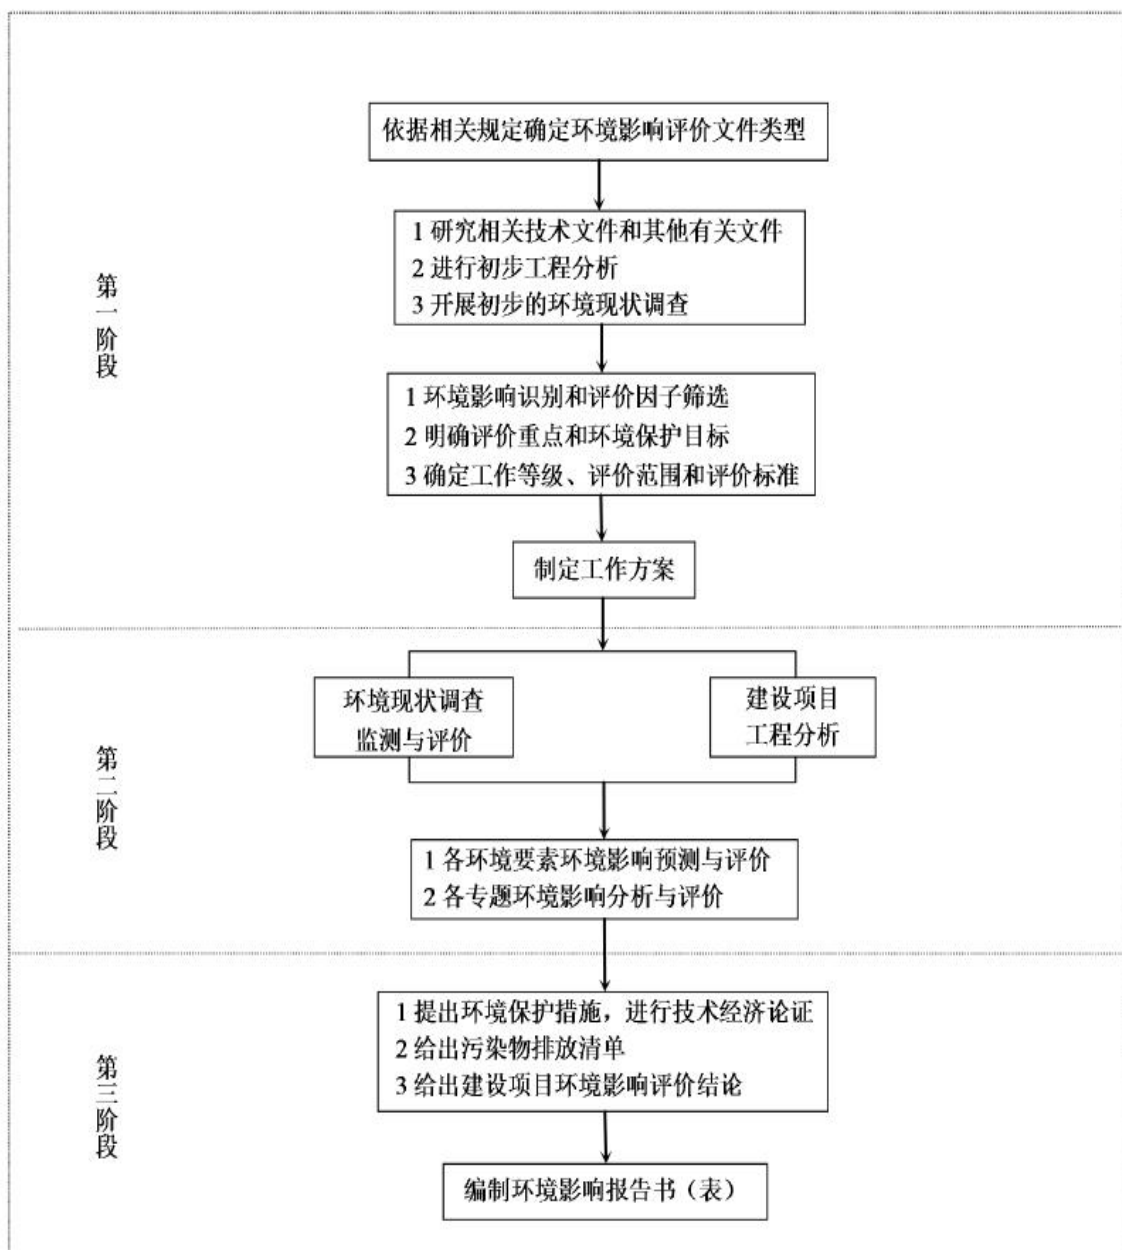 依据相关规定确定环境影响评价文件类型
1 研究相关技术文件和其他有关文件
2 进行初步工程分析
3 开展初步的环境现状调查
第一阶段
1 环境影响识别和评价因子筛选
2 明确评价重点和环境保护目标
3 确定工作等级、评价范围和评价标准
制定工作方案
环境现状调查
监测与评价
建设项目
工程分析
第二阶段
1 各环境要素环境影响预测与评价
2 各专题环境影响分析与评价
1 提出环境保护措施，进行技术经济论证
2 给出污染物排放清单
3 给出建设项目环境影响评价结论
第三阶段
编制环境影响报告书（表）